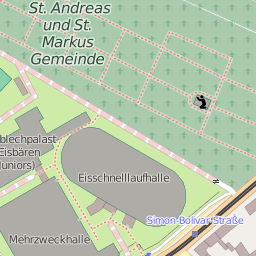 St. Andreas
und St.
Markus
Gemeinde
blechpalast
Eisbären
Juniors)
Eisschnelllaufhalle
Simon-Bolivar-Straße
Mehrzweckhalle